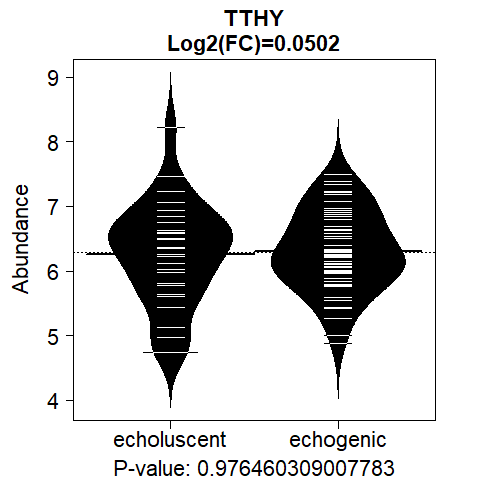 TTHY
Log2(FC)=0.0502
Abundance
9
8
7
6
5
4
echoluscent
echogenic
P-value: 0.976460309007783